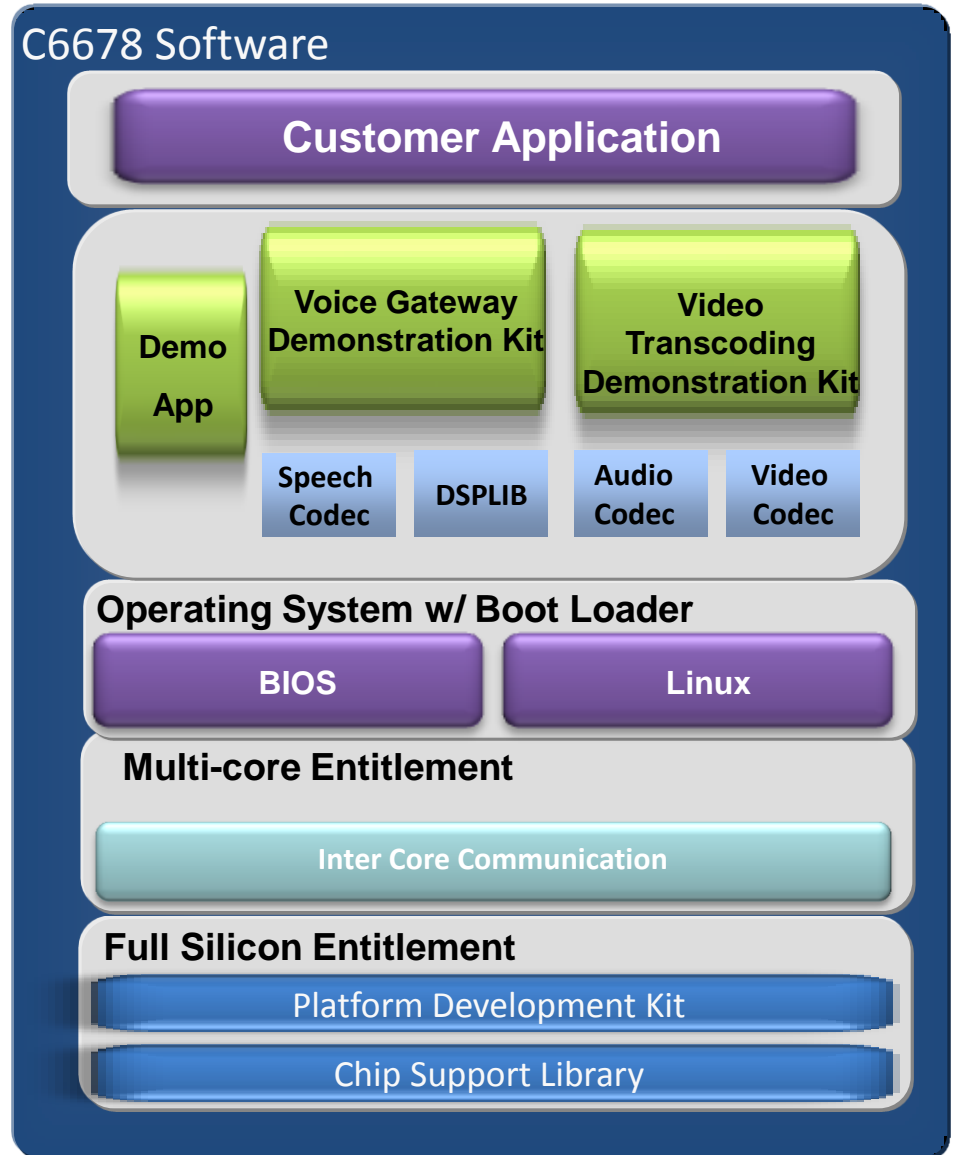 C6678 Software
Customer Application
Demo
App
Voice Gateway
Demonstration Kit
Video
Transcoding
Demonstration Kit
Speech
Codec
DSPLIB
Audio
Codec
Video
Codec
Operating System w/ Boot Loader
BIOS
Linux
Multi-core Entitlement
Inter Core Communication
Full Silicon Entitlement
Platform Development Kit
Chip Support Library